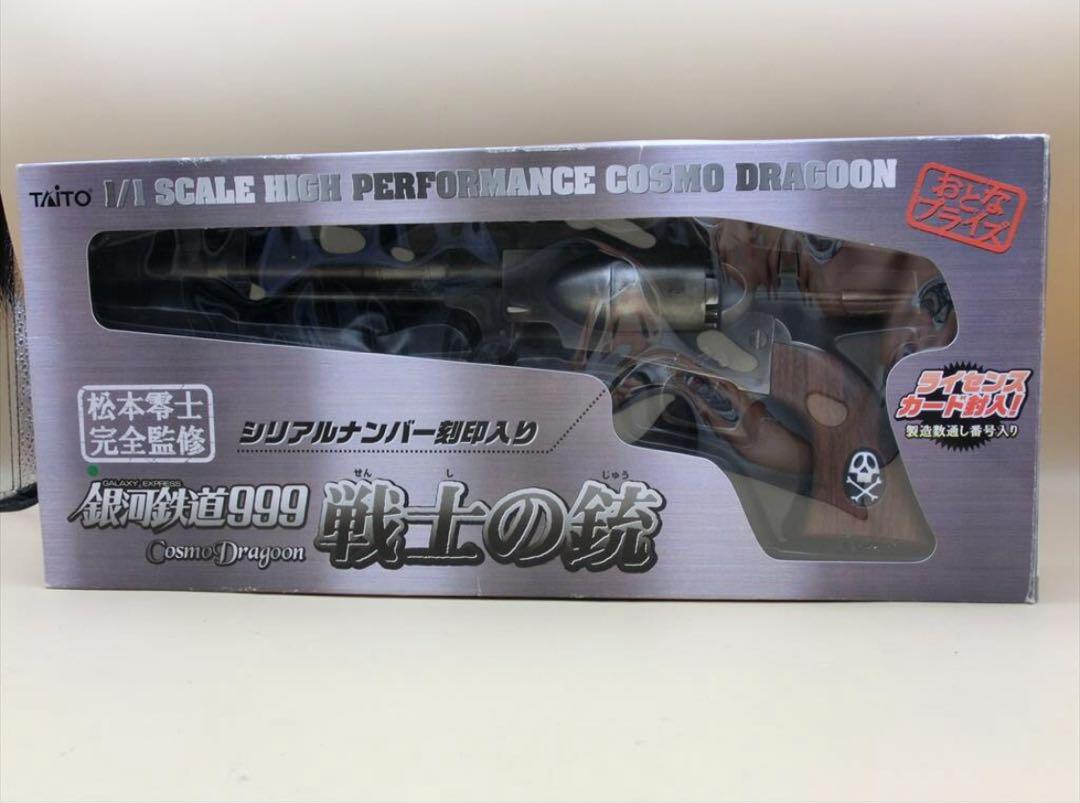 TAITO
1/1 SCALE HIGH PERFORMANCE COSMO DRAGOON
おとな
プライズ
ライセンス
カード封入!
製造数通し番号入り
松本零士
完全監修
シリアルナンバー刻印入り
GALAXY EXPRESS
銀河鉄道999
Cosmo Dragoon
せんしじゅう
戦士の銃